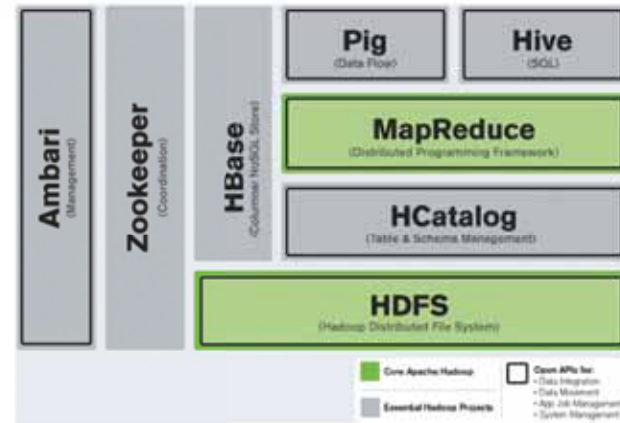 Ambari
(Management)
Zookeeper
(Coordination)
HBase
(Columnar NoSQL Store)
Pig
(Data Flow)
Hive
(SQL)
MapReduce
(Distributed Programming Framework)
HCatalog
(Table & Schema Management)
HDFS
(Hadoop Distributed File System)
Core Apache Hadoop
Essential Hadoop Projects
Open APIs for:
• Data Integration
• Data Movement
• App Job Management
• System Management